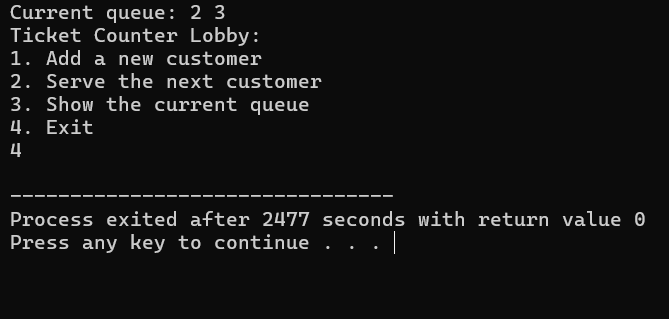 Current queue: 2 3
Ticket Counter Lobby:
1. Add a new customer
2. Serve the next customer
3. Show the current queue
4. Exit
4
--------------------------------
Process exited after 2477 seconds with return value 0
Press any key to continue . . .